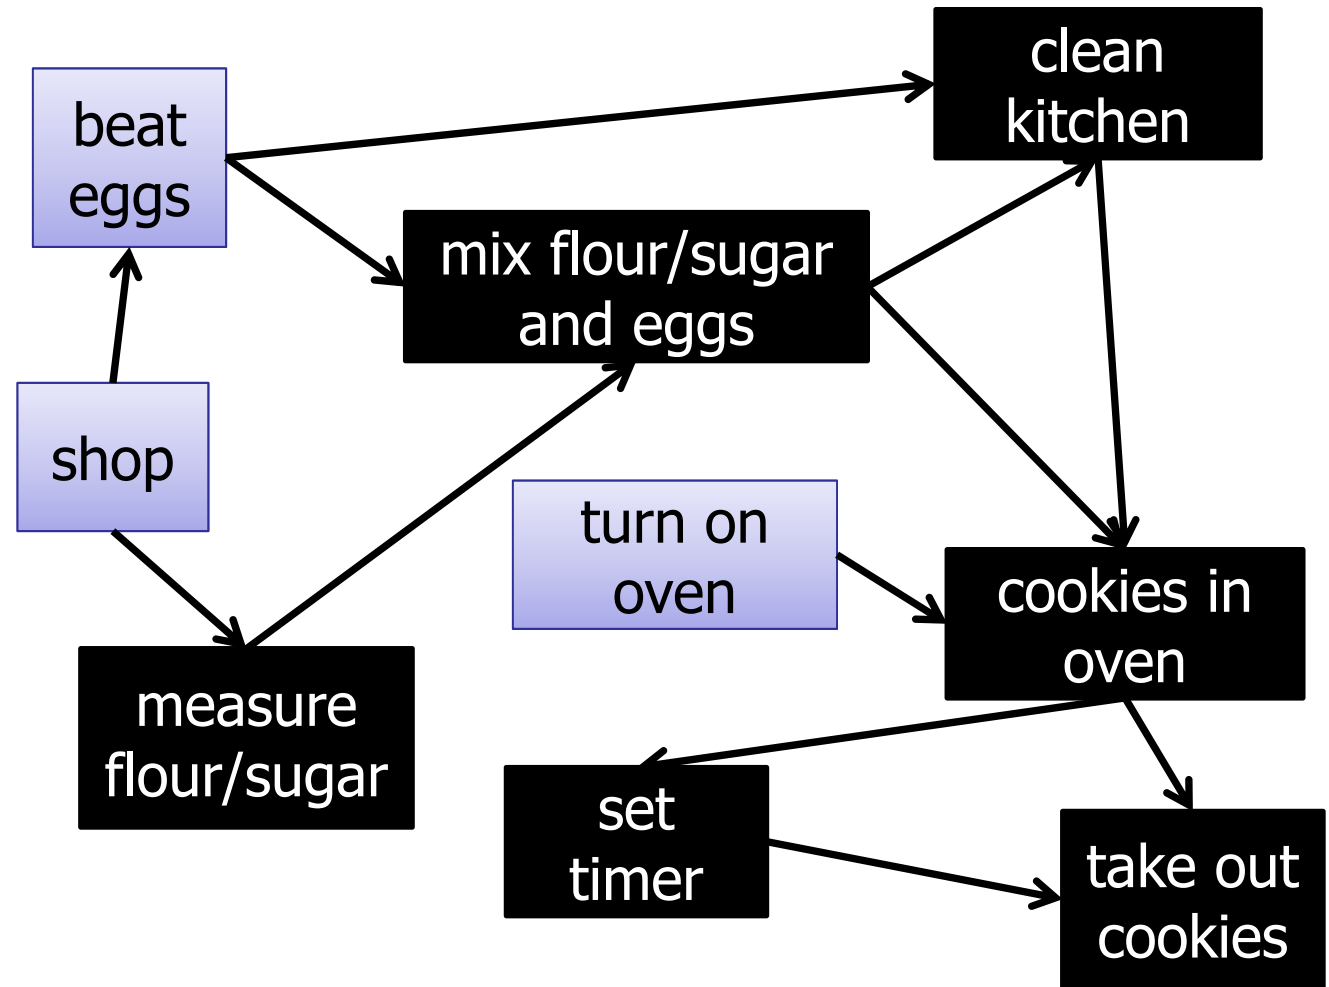 clean
kitchen
beat
eggs
mix flour/sugar
and eggs
shop
turn on
oven
cookies in
oven
measure
flour/sugar
set
timer
take out
cookies